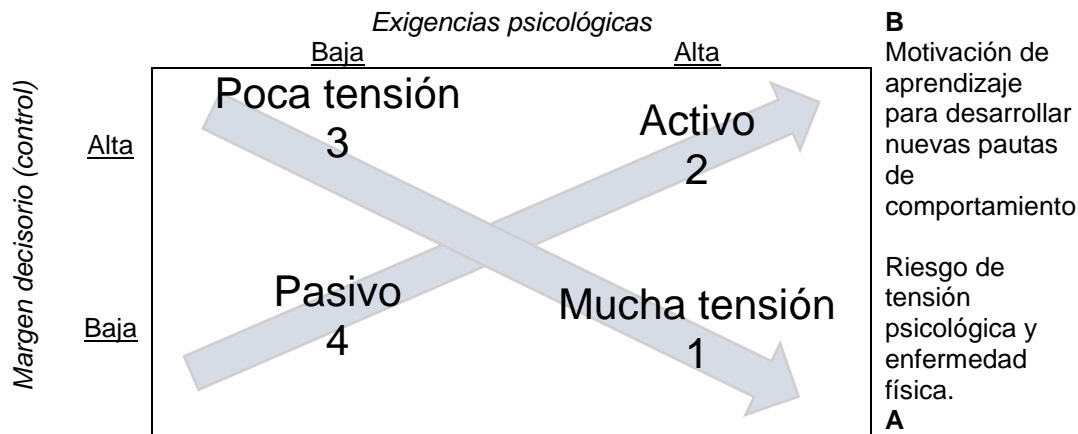 Exigencias psicológicas
Baja
Alta
Margen decisorio (control)
Alta
Baja
Poca tensión
3
Activo
2
Pasivo
4
Mucha tensión
1
B
Motivación de
aprendizaje
para desarrollar
nuevas pautas
de
comportamiento
Riesgo de
tensión
psicológica y
enfermedad
física.
A